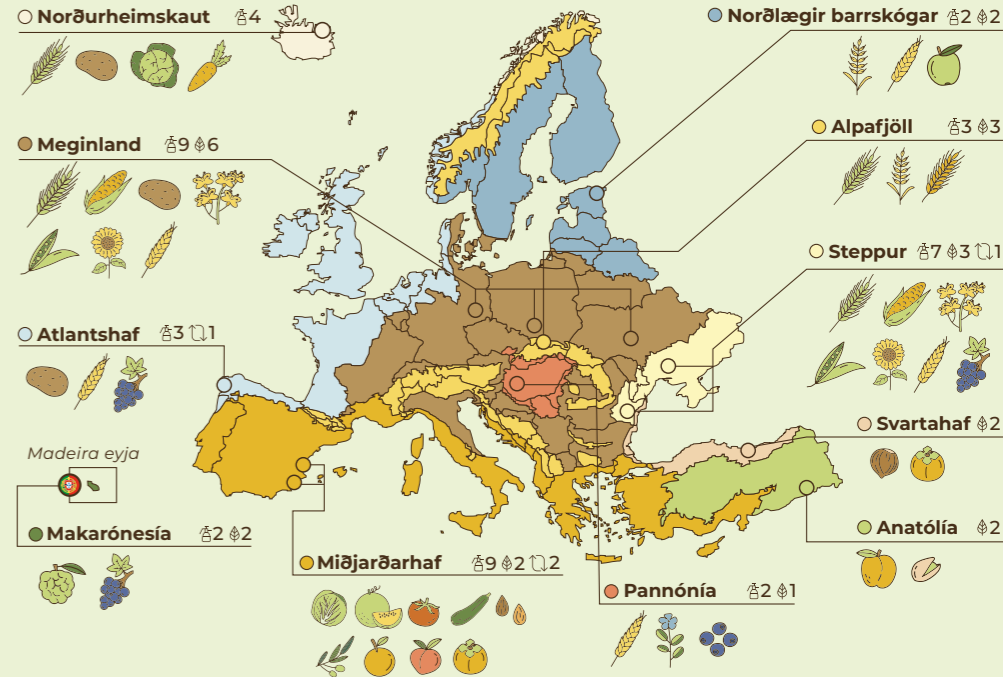 Norðurheimskaut 4
Norðlægir barrskógar 2 2
Meginland 9 6
Alpafjöll 3 3
Steppur 7 3 1
Atlantshaf 3 1
Svartahaf 2
Madeira eyja
Makarónesía 2 2
Anatólía 2
Miðjarðarhaf 9 2 2
Pannónía 2 1